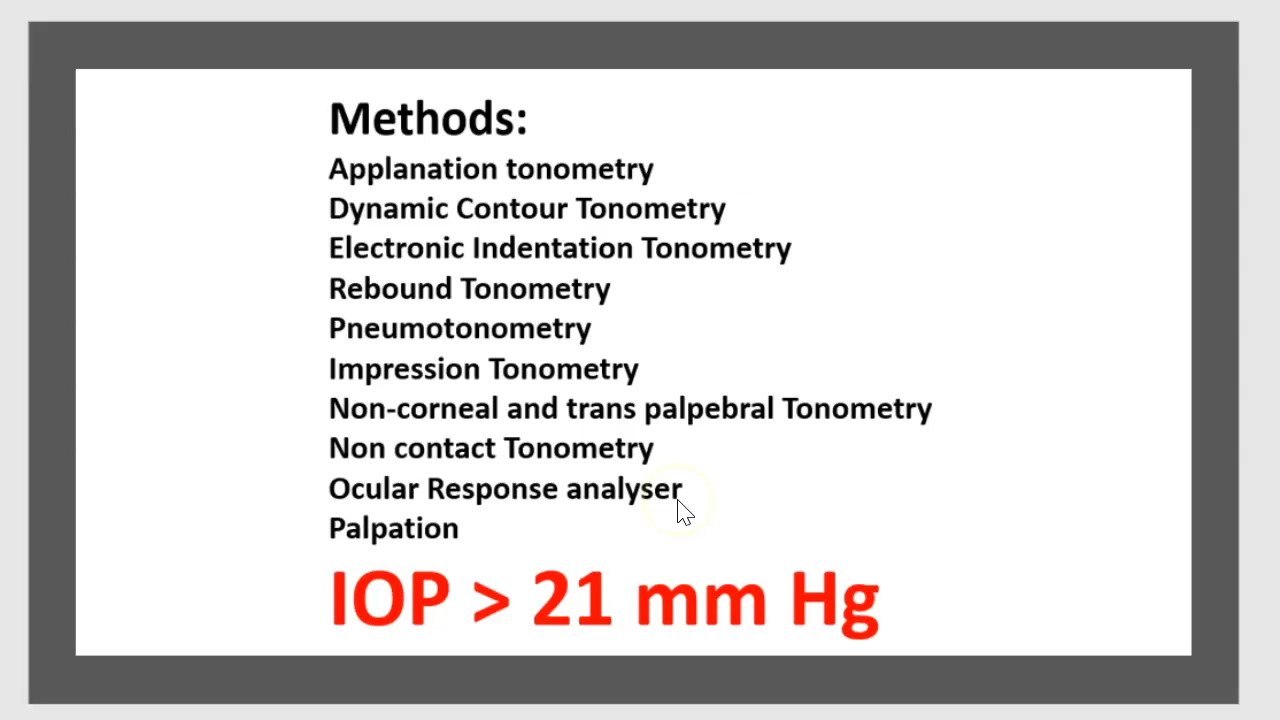 Methods:
Applanation tonometry
Dynamic Contour Tonometry
Electronic Indentation Tonometry
Rebound Tonometry
Pneumotonometry
Impression Tonometry
Non-corneal and trans palpebral Tonometry
Non contact Tonometry
Ocular Response analyser
Palpation
IOP > 21 mm Hg